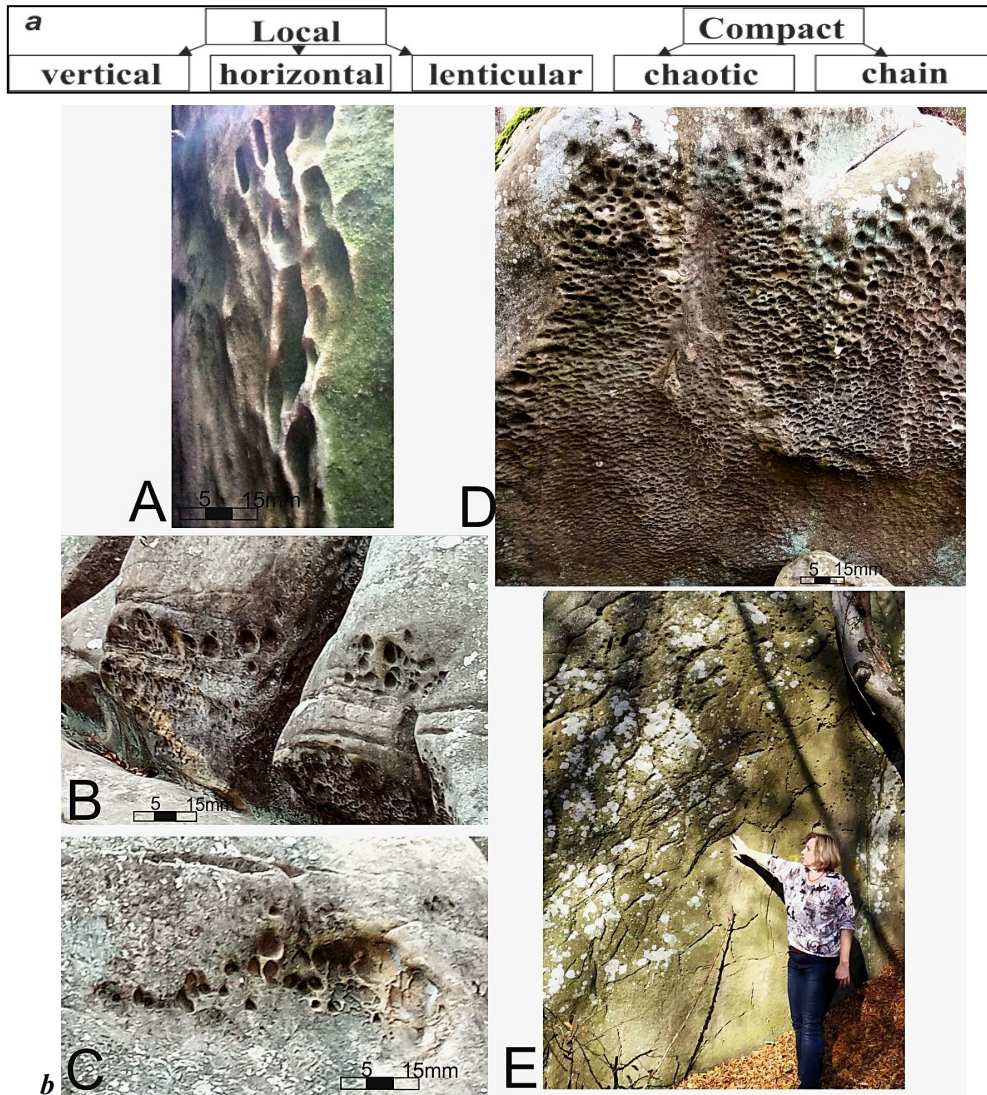 a
Local
Compact
vertical
horizontal
lenticular
chaotic
chain
A
5 15mm
D
5 15mm
B
5 15mm
C
5 15mm
E
b